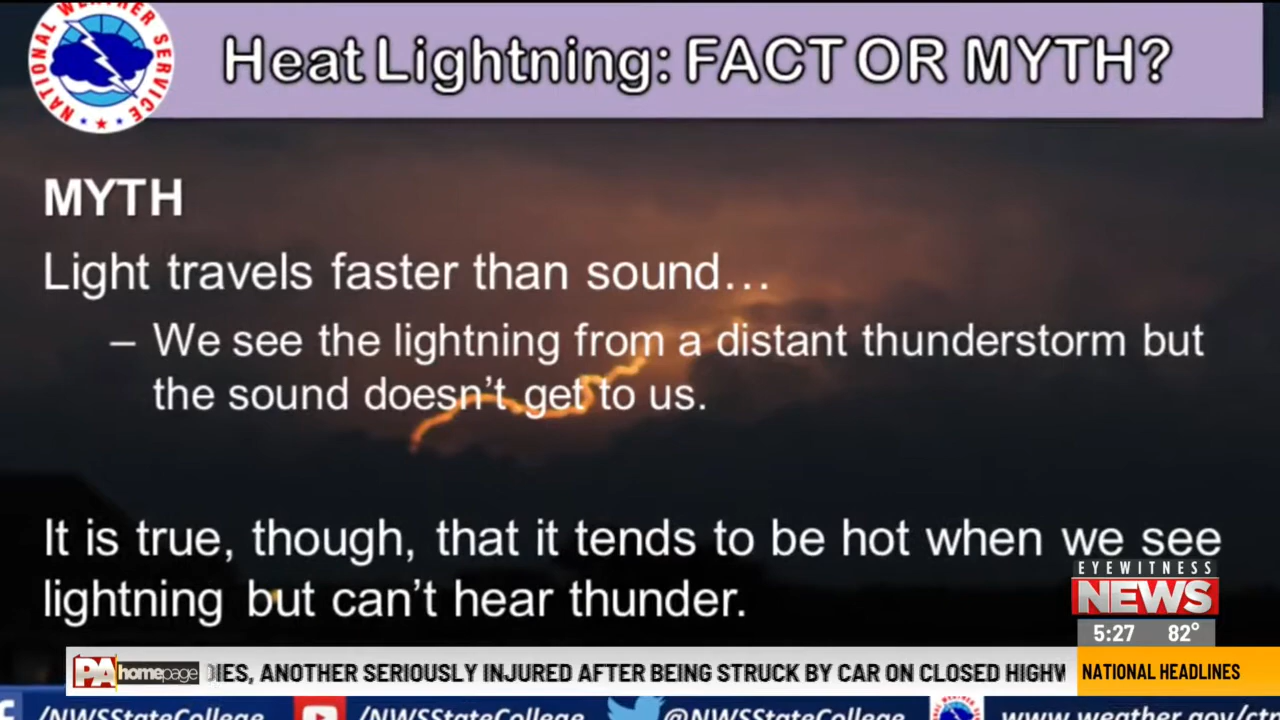 NATIONAL WEATHER SERVICE
Heat Lightning: FACT OR MYTH?
MYTH
Light travels faster than sound…
– We see the lightning from a distant thunderstorm but
the sound doesn't get to us.
It is true, though, that it tends to be hot when we see
lightning but can't hear thunder.
EYEWITNESS
NEWS
5:27 82°
PA homepage IES, ANOTHER SERIOUSLY INJURED AFTER BEING STRUCK BY CAR ON CLOSED HIGHW NATIONAL HEADLINES
/NWSStateCollege /NWSStateCollege @NWSStateCollege www.weather.gov/ctp